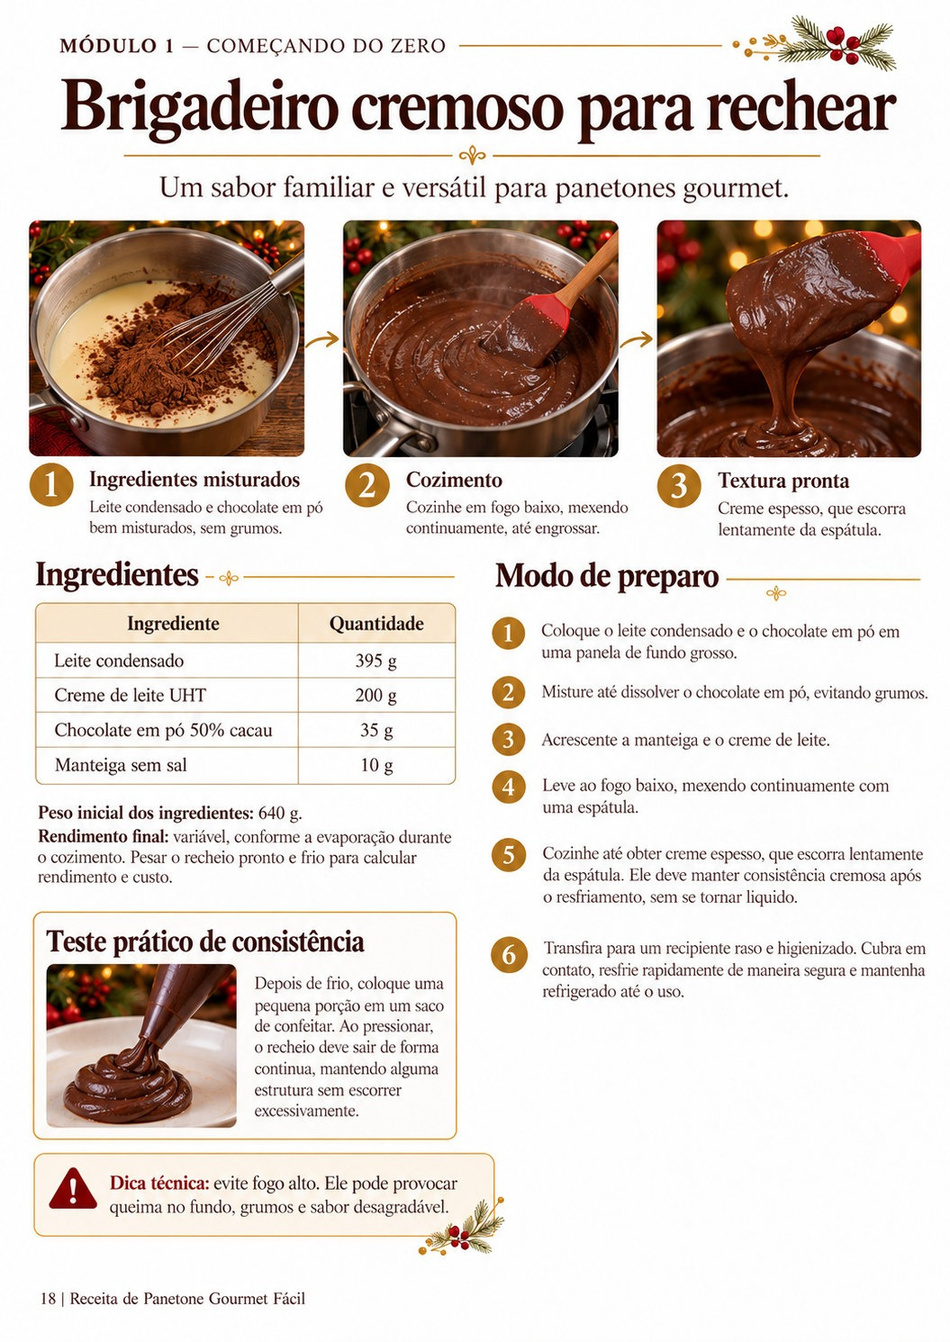 MÓDULO 1 — COMEÇANDO DO ZERO
Brigadeiro cremoso para rechear
Um sabor familiar e versátil para panetones gourmet.
1
Ingredientes misturados
Leite condensado e chocolate em pó
bem misturados, sem grumos.
2
Cozimento
Cozinhe em fogo baixo, mexendo
continuamente, até engrossar.
3
Textura pronta
Creme espesso, que escorra
lentamente da espátula.
Ingredientes
Ingrediente Quantidade
Leite condensado 395 g
Creme de leite UHT 200 g
Chocolate em pó 50% cacau 35 g
Manteiga sem sal 10 g
Peso inicial dos ingredientes: 640 g.
Rendimento final: variável, conforme a evaporação durante
o cozimento. Pesar o recheio pronto e frio para calcular
rendimento e custo.
Teste prático de consistência
Depois de frio, coloque uma
pequena porção em um saco
de confeitar. Ao pressionar,
o recheio deve sair de forma
continua, mantendo alguma
estrutura sem escorrer
excessivamente.
Dica técnica: evite fogo alto. Ele pode provocar
queima no fundo, grumos e sabor desagradável.
Modo de preparo
1 Coloque o leite condensado e o chocolate em pó em
uma panela de fundo grosso.
2 Misture até dissolver o chocolate em pó, evitando grumos.
3 Acrescente a manteiga e o creme de leite.
4 Leve ao fogo baixo, mexendo continuamente com
uma espátula.
5 Cozinhe até obter creme espesso, que escorra lentamente
da espátula. Ele deve manter consistência cremosa após
o resfriamento, sem se tornar liquido.
6 Transfira para um recipiente raso e higienizado. Cubra em
contato, resfrie rapidamente de maneira segura e mantenha
refrigerado até o uso.
18 | Receita de Panetone Gourmet Fácil